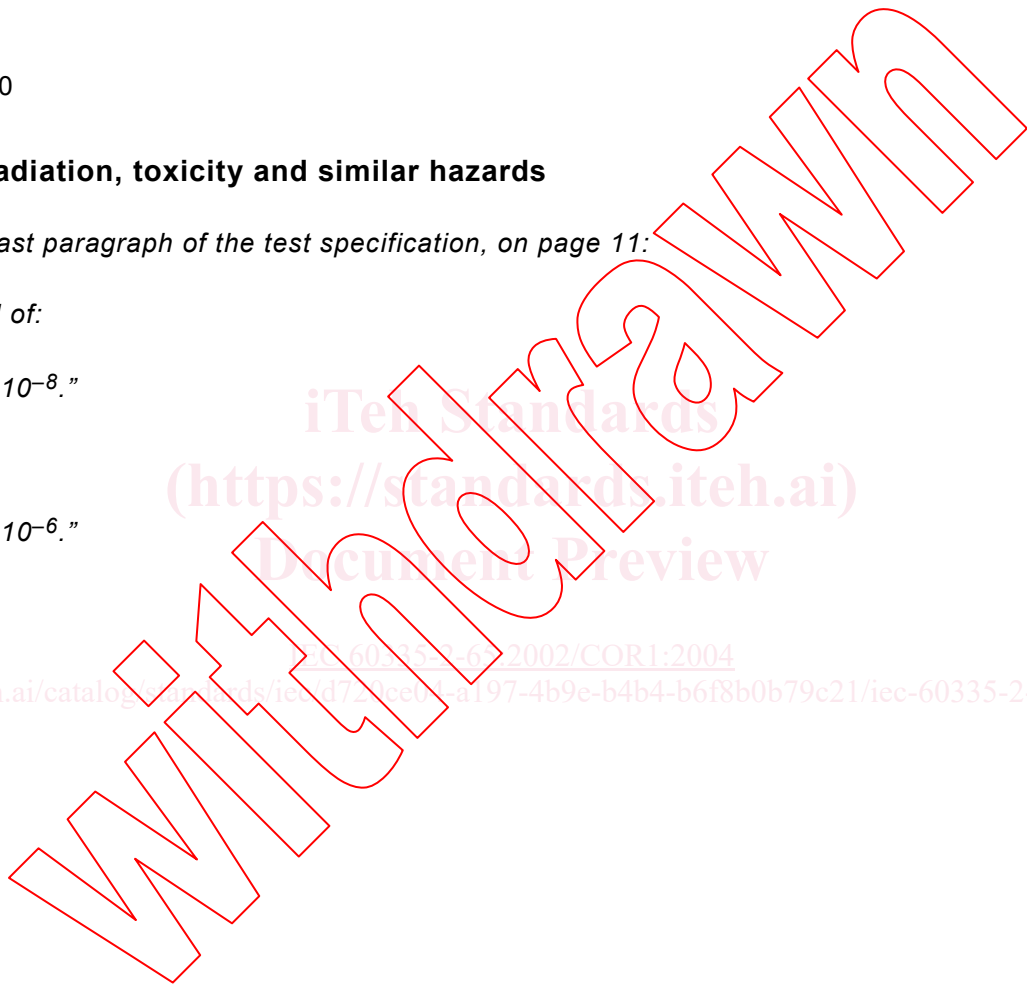 0
adiation, toxicity and similar hazards
ast paragraph of the test specification, on page 11:
of:
10–8.”
iTeh Standards
(https://standards.iteh.ai)
10–6.”
Document Preview
IEC 60335-2-65:2002/COR1:2004
.ai/catalog/standards/iec/d720ce04-a197-4b9e-b4b4-b6f8b0b79c21/iec-60335-2
withdrawn